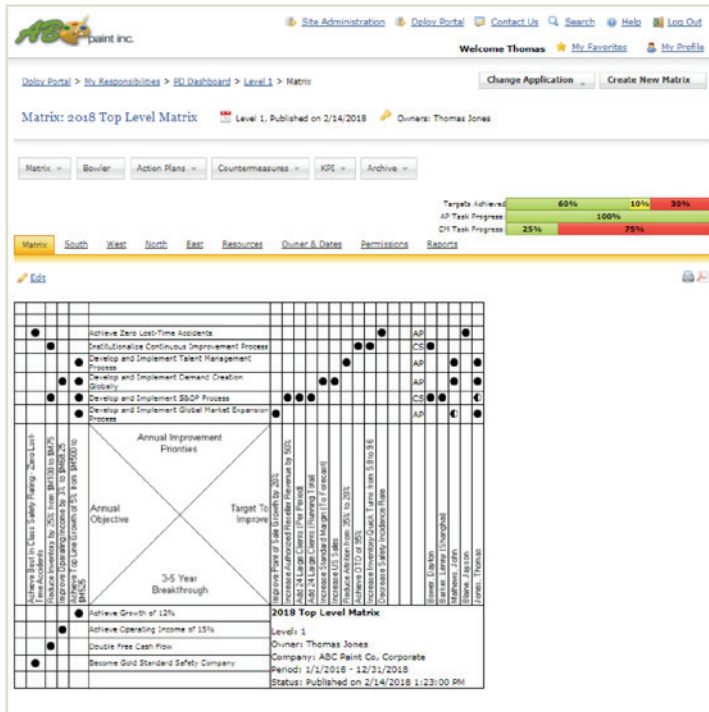 ABC paint inc.
Site Administration Dploy Portal Contact Us Search Help Log Out
Welcome Thomas My Favorites My Profile
Dploy Portal > My Responsibilities > PD Dashboard > Level 1 > Matrix
Change Application Create New Matrix
Matrix: 2018 Top Level Matrix Level 1, Published on 2/14/2018 Owners: Thomas Jones
Matrix Bowler Action Plans Countermeasures KPI Archive
Targets Achieved 60% 10% 30%
AP Task Progress: 100%
CM Task Progress: 25% 75%
Matrix South West North East Resources Owner & Dates Permissions Reports
Edit
Achieve Zero Lost-Time Accidents AP
Institutionalize Continuous Improvement Process CS
Develop and Implement Talent Management
Process
AP
Develop and Implement Demand Creation
Globally
AP
Develop and Implement S&OP Process CS
Develop and Implement Global Market Expansion
Process
AP
Achieve Best In Class Safety Rating - Zero Lost-
Time Accidents
Reduce Inventory by 25% from $M100 to $M75
Improve Operating Income by 3% to $M68.25
Achieve Top Line Growth of 5% from $M500 to
$M525
Annual Improvement
Priorities
Annual
Objective
Target To
Improve
3-5 Year
Breakthrough
Improve Point of Sale Growth by 20%
Increase Authorized Reseller Revenue by 50%
Add 24 Large Clients (Per Period)
Add 24 Large Clients (Running Total)
Increase Standard Margin (To Forecast)
Increase US Sales
Reduce Attrition from 35% to 20%
Achieve OTD of 95%
Increase Inventory Quick Turns from 5.8 to 9.6
Decrease Safety Incidence Rate
Bower, Dayton
Barker, Lenny (Shanghai)
Mathews, John
Blane, Jayson
Jones, Thomas
Achieve Growth of 12%
Achieve Operating Income of 15%
Double Free Cash Flow
Become Gold Standard Safety Company
2018 Top Level Matrix
Level: 1
Owner: Thomas Jones
Company: ABC Paint Co, Corporate
Period: 1/1/2018 - 12/31/2018
Status: Published on 2/14/2018 1:23:00 PM